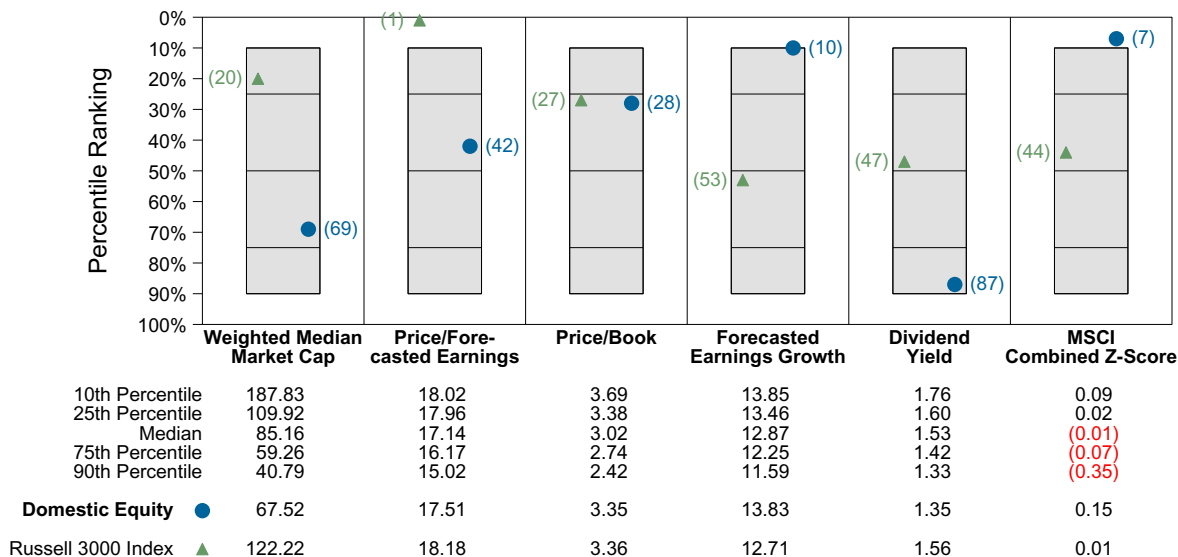 Percentile Ranking
0%
10%
20%
30%
40%
50%
60%
70%
80%
90%
100%
(20) (69)
(1) (42)
(27) (28)
(53) (10)
(47) (87)
(44) (7)
Weighted Median
Market Cap
Price/Fore-
casted Earnings
Price/Book
Forecasted
Earnings Growth
Dividend
Yield
MSCI
Combined Z-Score
10th Percentile 187.83 18.02 3.69 13.85 1.76 0.09
25th Percentile 109.92 17.96 3.38 13.46 1.60 0.02
Median 85.16 17.14 3.02 12.87 1.53 (0.01)
75th Percentile 59.26 16.17 2.74 12.25 1.42 (0.07)
90th Percentile 40.79 15.02 2.42 11.59 1.33 (0.35)
Domestic Equity 67.52 17.51 3.35 13.83 1.35 0.15
Russell 3000 Index 122.22 18.18 3.36 12.71 1.56 0.01